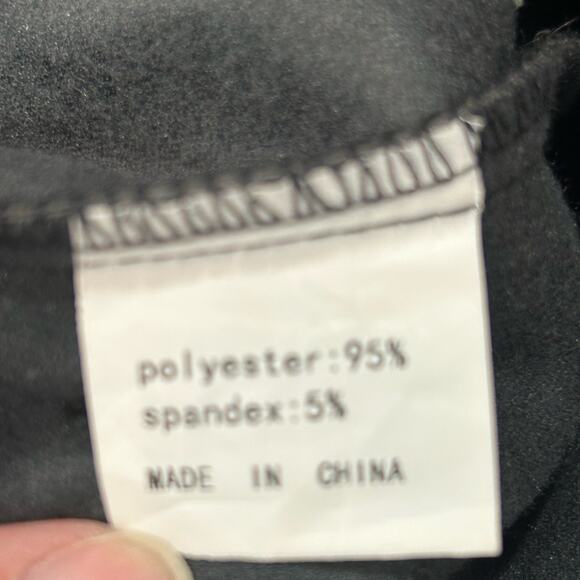 polyester:95%
spandex:5%
MADE IN CHINA